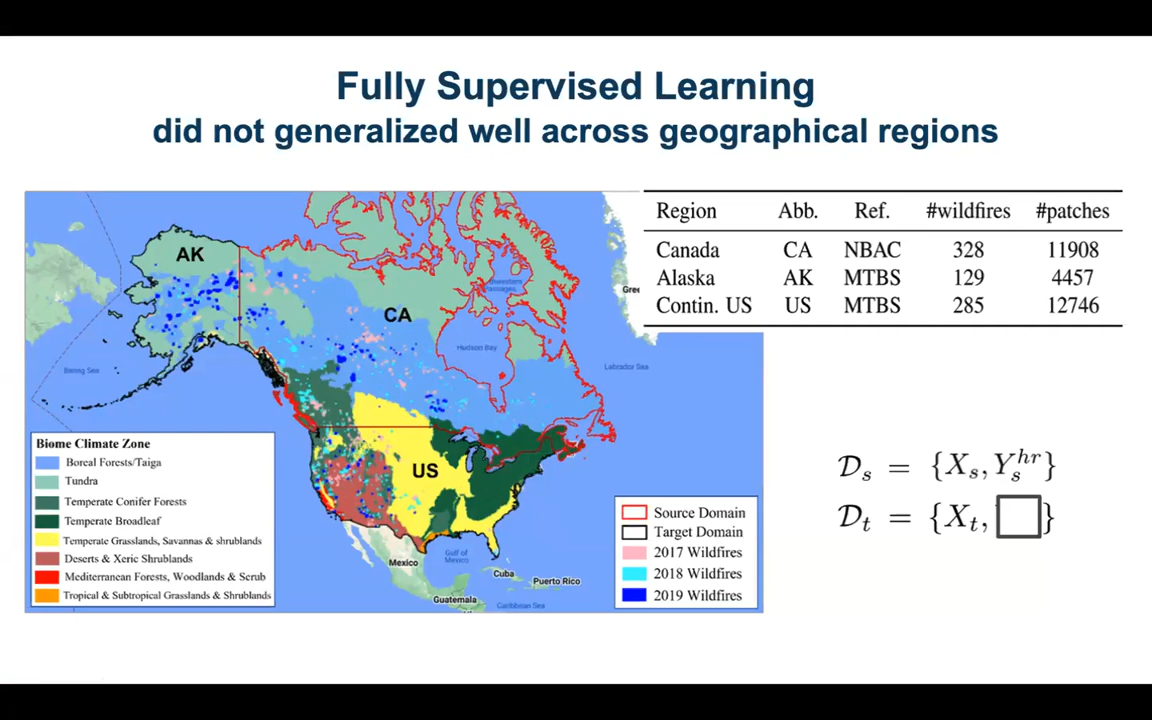 Fully Supervised Learning
did not generalized well across geographical regions
Region Abb. Ref. #wildfires #patches
Canada CA NBAC 328 11908
Alaska AK MTBS 129 4457
Contin. US US MTBS 285 12746
AK
CA
US
Gree
Hudson Bay
Labrador Sea
Bering Sea
Mexico
Gulf of
Mexico
Cuba
Puerto Rico
Guatemala
Caribbean Sea
Biome Climate Zone
Boreal Forests/Taiga
Tundra
Temperate Conifer Forests
Temperate Broadleaf
Temperate Grasslands, Savannas & shrublands
Deserts & Xeric Shrublands
Mediterranean Forests, Woodlands & Scrub
Tropical & Subtropical Grasslands & Shrublands
Source Domain
Target Domain
2017 Wildfires
2018 Wildfires
2019 Wildfires
𝒟ₛ = {Xₛ, Yₛʰʳ}
𝒟ₜ = {Xₜ, }